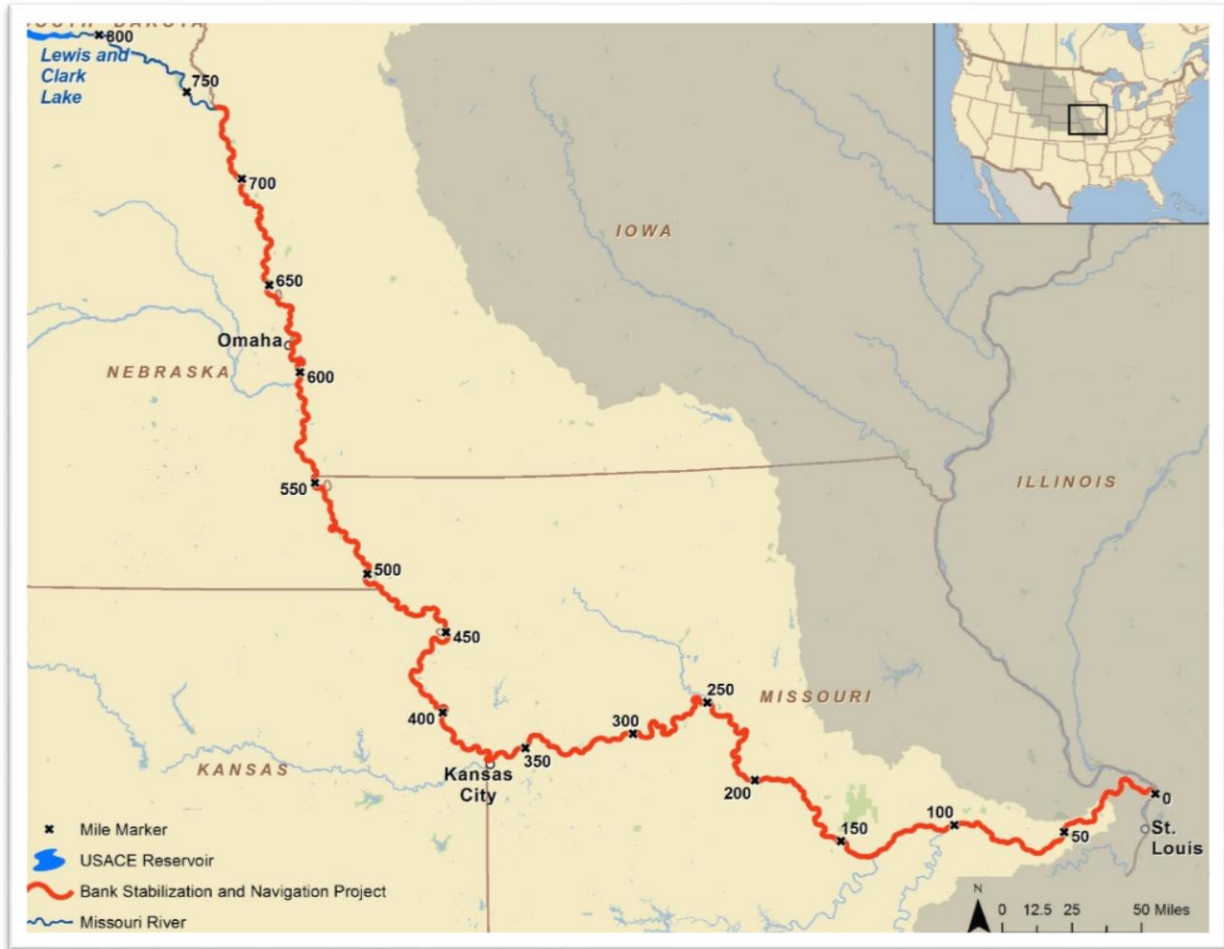 SOUTH DAKOTA
800
Lewis and
Clark
Lake
750
700
IOWA
650
Omaha
NEBRASKA
600
550
ILLINOIS
500
450
250
MISSOURI
400
300
350
KANSAS
Kansas
City
200
0
100
150
50
St.
Louis
Mile Marker
USACE Reservoir
Bank Stabilization and Navigation Project
Missouri River
N
0 12.5 25 50 Miles